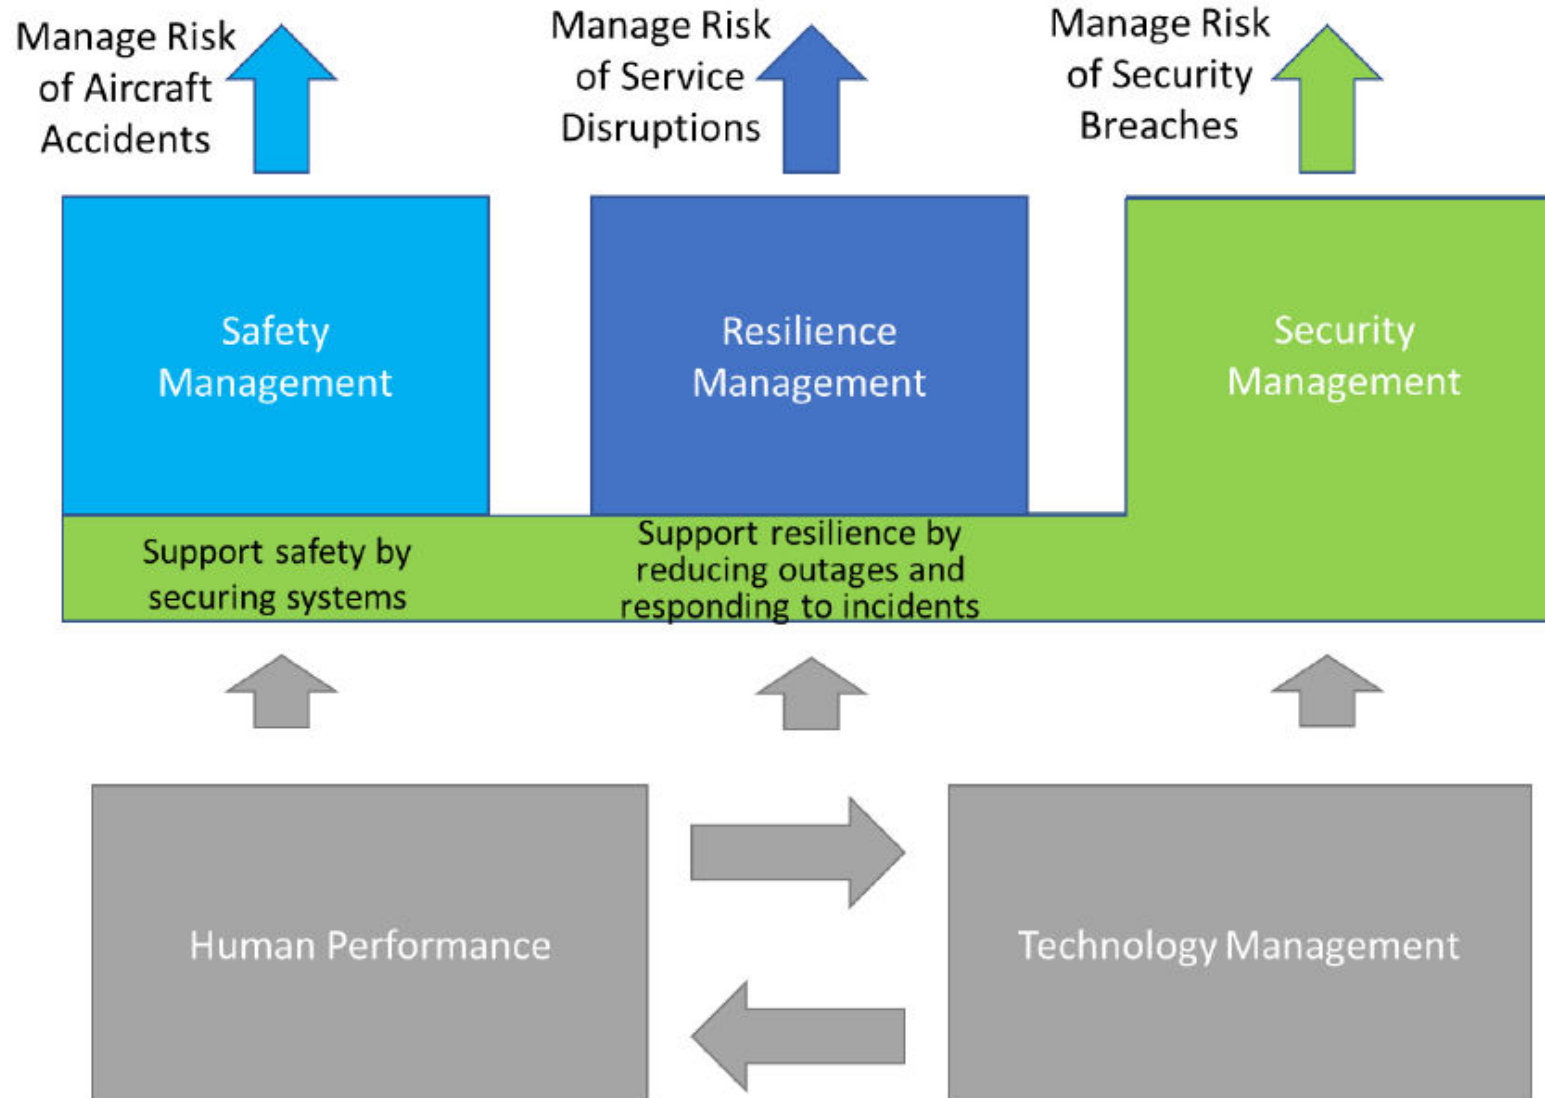 Manage Risk
of Aircraft
Accidents
Manage Risk
of Service
Disruptions
Manage Risk
of Security
Breaches
Safety
Management
Resilience
Management
Security
Management
Support safety by
securing systems
Support resilience by
reducing outages and
responding to incidents
Human Performance
Technology Management